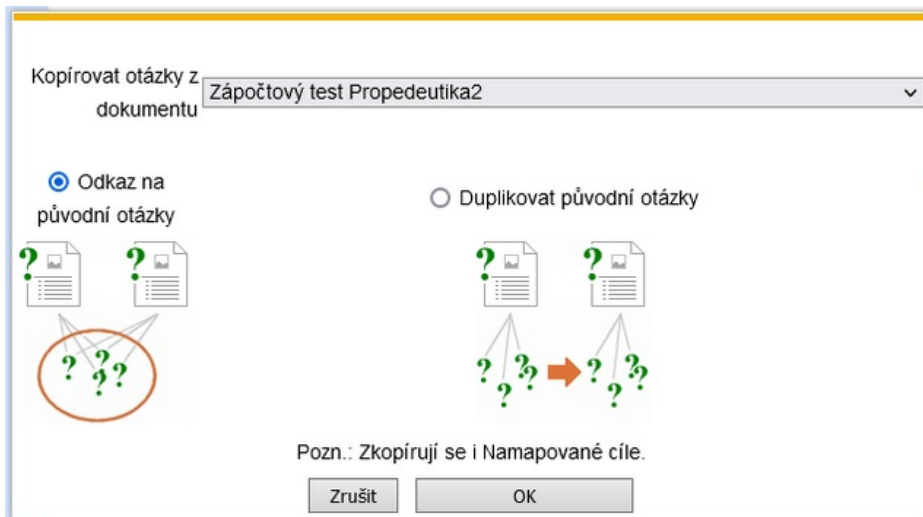 Kopírovat otázky z
dokumentu
Zápočtový test Propedeutika2
Odkaz na
původní otázky
Duplikovat původní otázky
? ? ? ?
? ? ? ?
? ? ? ? ? ?
Pozn.: Zkopírují se i Namapované cíle.
Zrušit
OK